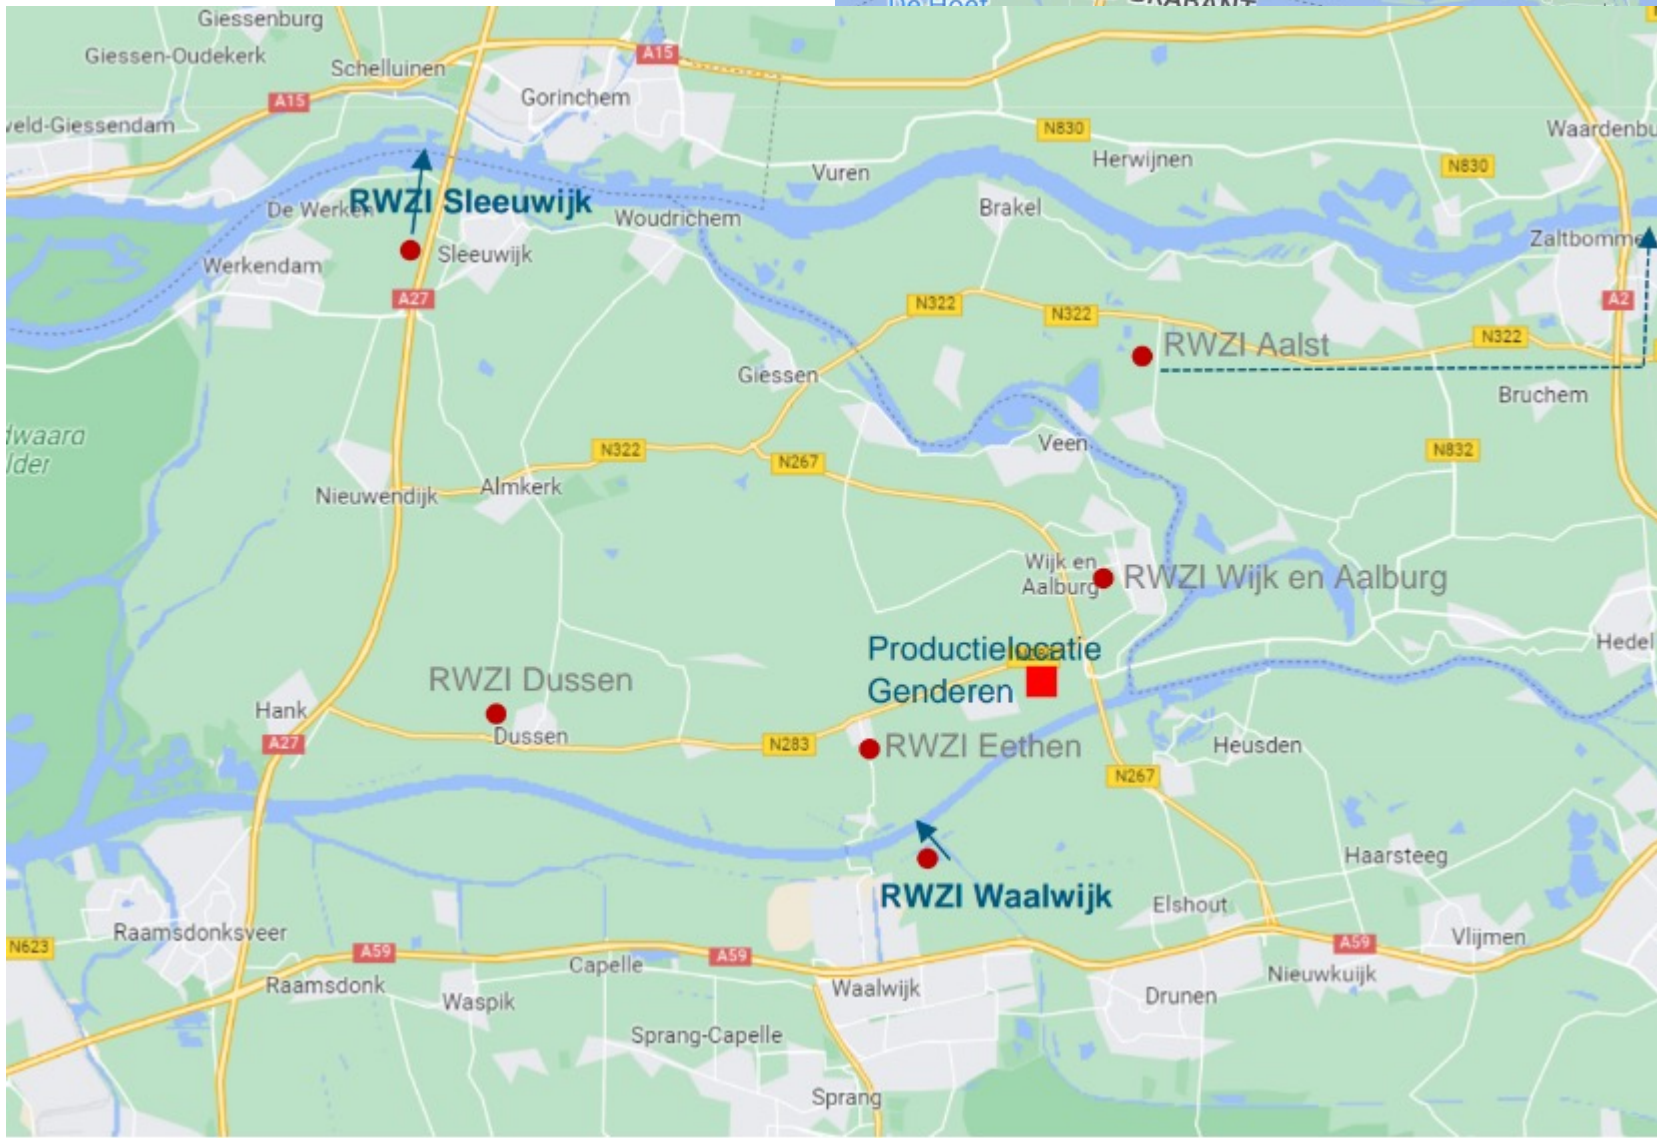 Giessenburg
Giessen-Oudekerk
Schelluinen
A15
A15
Gorinchem
veld-Giessendam
N830
Waardenbu
Vuren
Herwijnen
N830
De Werken
RWZI Sleeuwijk
Woudrichem
Brakel
Zaltbomme
Werkendam
Sleeuwijk
A27
N322
N322
A2
N322
RWZI Aalst
Giessen
Bruchem
dwaard
lder
N322
N267
Veen
N832
Nieuwendijk
Almkerk
Wijk en
Aalburg
RWZI Wijk en Aalburg
Productielocatie
Genderen
Hedel
RWZI Dussen
Hank
Dussen
A27
N283
RWZI Eethen
Heusden
N267
Haarsteeg
RWZI Waalwijk
Elshout
N623
Raamsdonksveer
A59
A59
A59
Vlijmen
Capelle
Nieuwkuijk
Raamsdonk
Waspik
Waalwijk
Drunen
Sprang-Capelle
Sprang